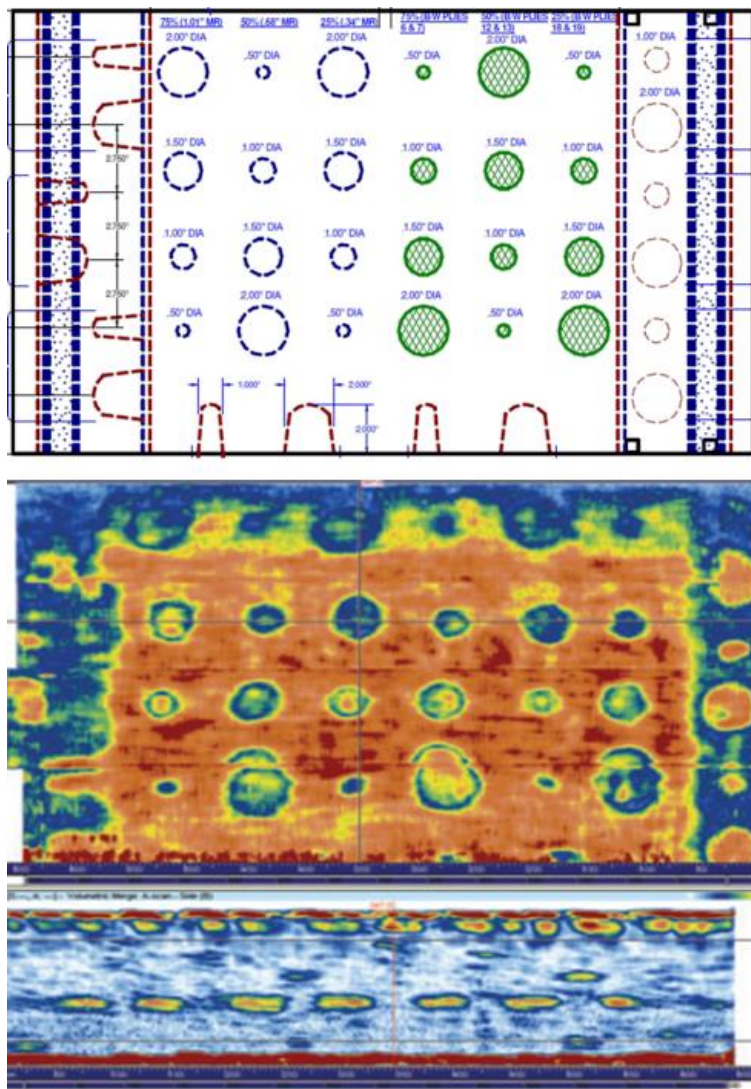 75% (1.01" MR) 50% (.58" MR) 25% (.34" MR) 75% (B/W PLIES 50% (B/W PLIES 25% (B/W PLIES
6 & 7) 12 & 13) 18 & 19)
2.00" DIA 2.00" DIA 2.00" DIA 1.00" DIA
.50" DIA .50" DIA .50" DIA
2.00" DIA
1.50" DIA 1.00" DIA 1.50" DIA 1.00" DIA 1.50" DIA 1.00" DIA
2.750"
1.00" DIA 1.50" DIA 1.00" DIA 1.50" DIA 1.00" DIA 1.50" DIA
2.750"
.50" DIA 2.00" DIA .50" DIA 2.00" DIA .50" DIA 2.00" DIA
2.750"
1.000" 2.000"
2.000"
Volumetric Merge: A-scan - Side (B)